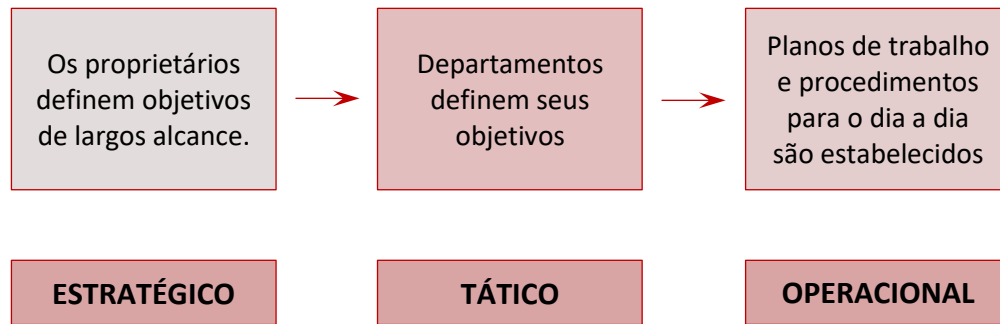 Os proprietários
definem objetivos
de largos alcance.
Departamentos
definem seus
objetivos
Planos de trabalho
e procedimentos
para o dia a dia
são estabelecidos
ESTRATÉGICO
TÁTICO
OPERACIONAL